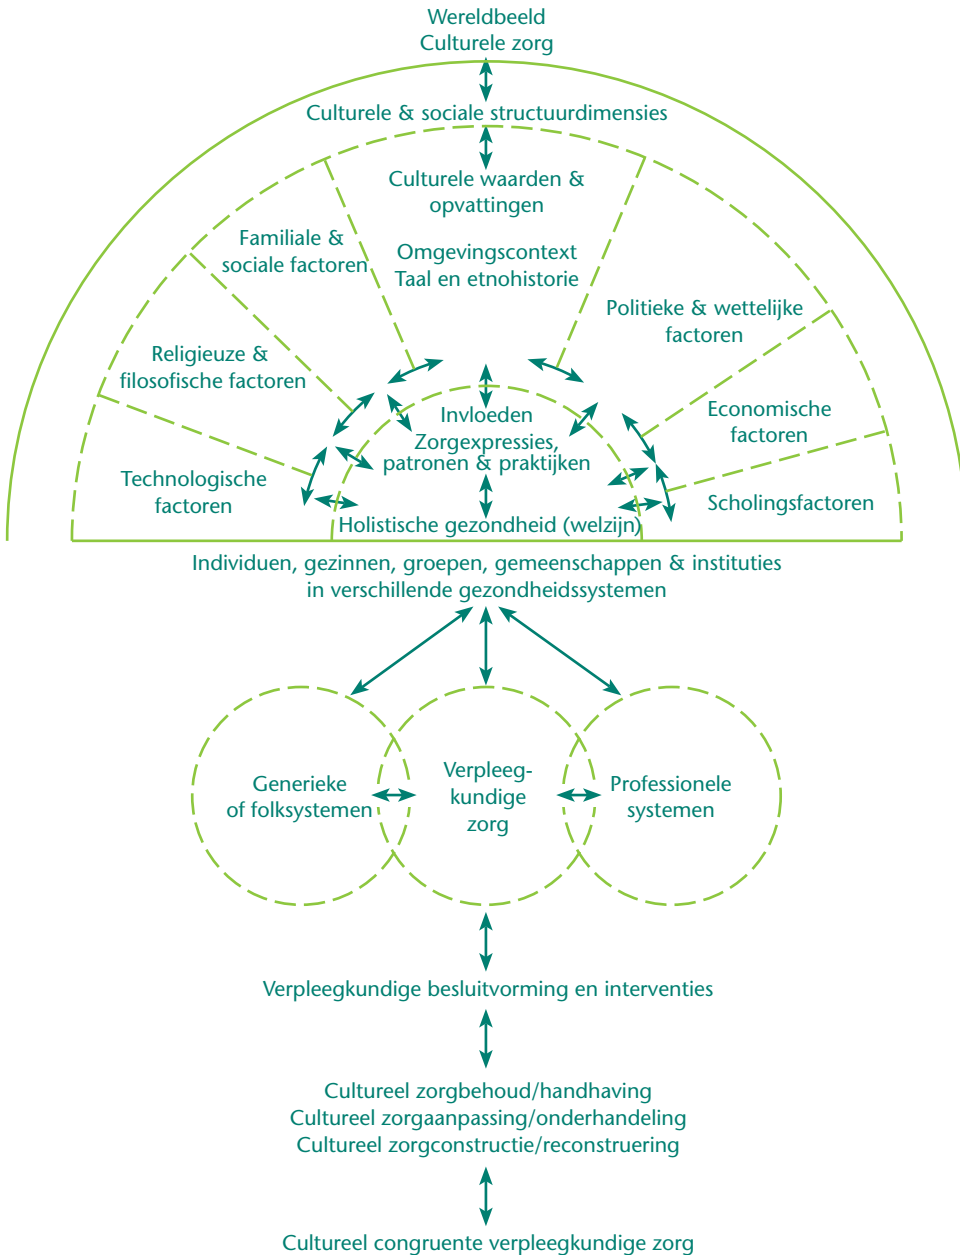 Wereldbeeld
Culturele zorg
Culturele & sociale structuurdimensies
Culturele waarden &
opvattingen
Omgevingscontext
Taal en etnohistorie
Familiale &
sociale factoren
Politieke & wettelijke
factoren
Religieuze &
filosofische factoren
Economische
factoren
Technologische
factoren
Scholingsfactoren
Invloeden
Zorgexpressies,
patronen & praktijken
Holistische gezondheid (welzijn)
Individuen, gezinnen, groepen, gemeenschappen & instituties
in verschillende gezondheidssystemen
Generieke
of folksystemen
Verpleeg-
kundige
zorg
Professionele
systemen
Verpleegkundige besluitvorming en interventies
Cultureel zorgbehoud/handhaving
Cultureel zorgaanpassing/onderhandeling
Cultureel zorgconstructie/reconstruering
Cultureel congruente verpleegkundige zorg